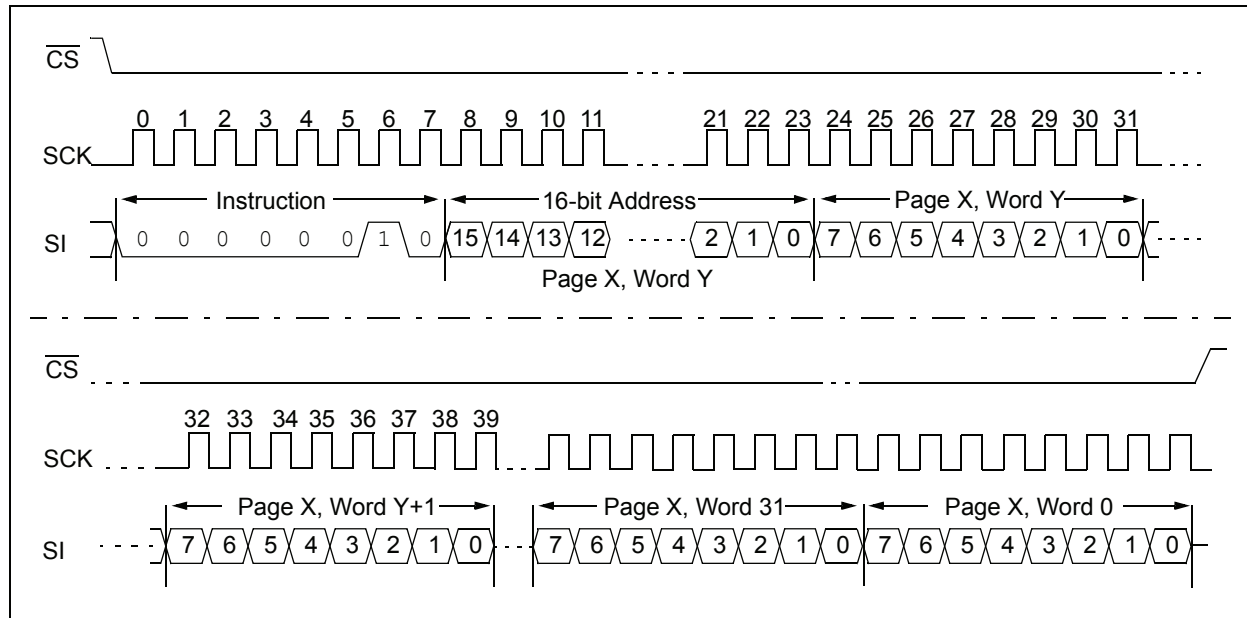 CS
0 1 2 3 4 5 6 7 8 9 10 11 21 22 23 24 25 26 27 28 29 30 31
SCK
Instruction 16-bit Address Page X, Word Y
SI 0 0 0 0 0 0 1 0 15 14 13 12 2 1 0 7 6 5 4 3 2 1 0
Page X, Word Y
CS
32 33 34 35 36 37 38 39
SCK
Page X, Word Y+1 Page X, Word 31 Page X, Word 0
SI 7 6 5 4 3 2 1 0 7 6 5 4 3 2 1 0 7 6 5 4 3 2 1 0